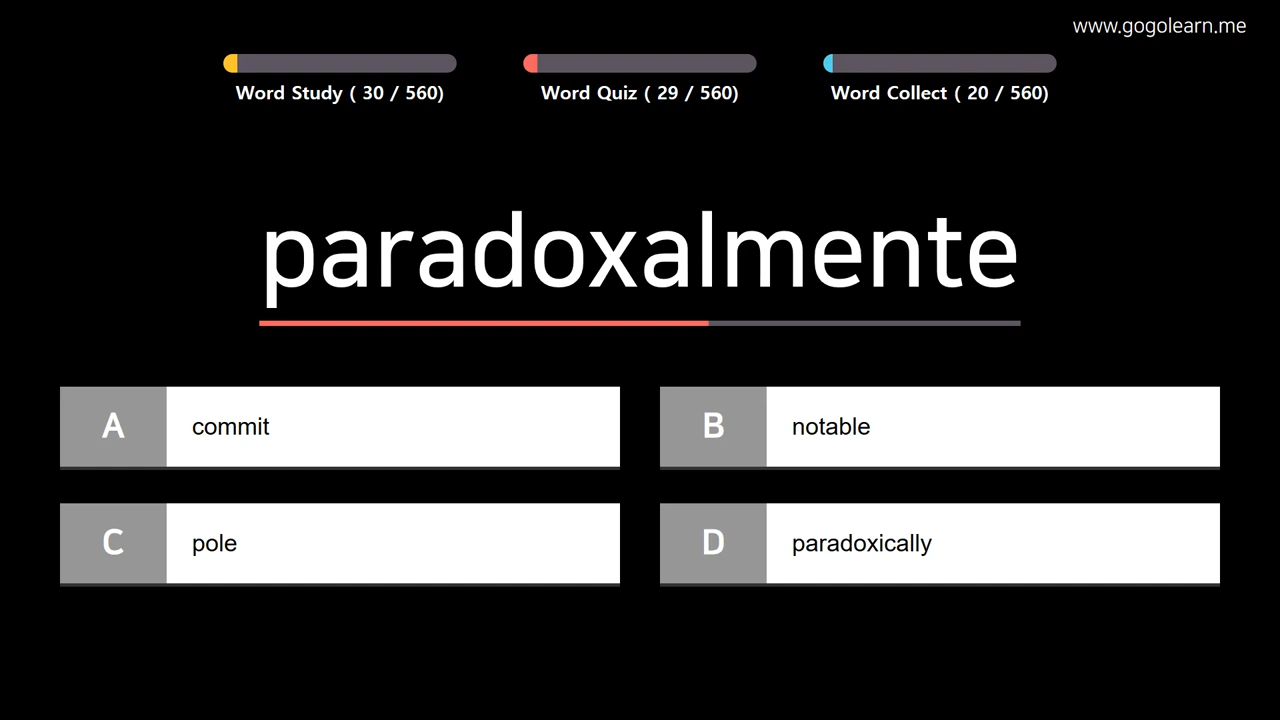 www.gogolearn.me
Word Study ( 30 / 560)
Word Quiz ( 29 / 560)
Word Collect ( 20 / 560)
paradoxalmente
A commit
B notable
C pole
D paradoxically